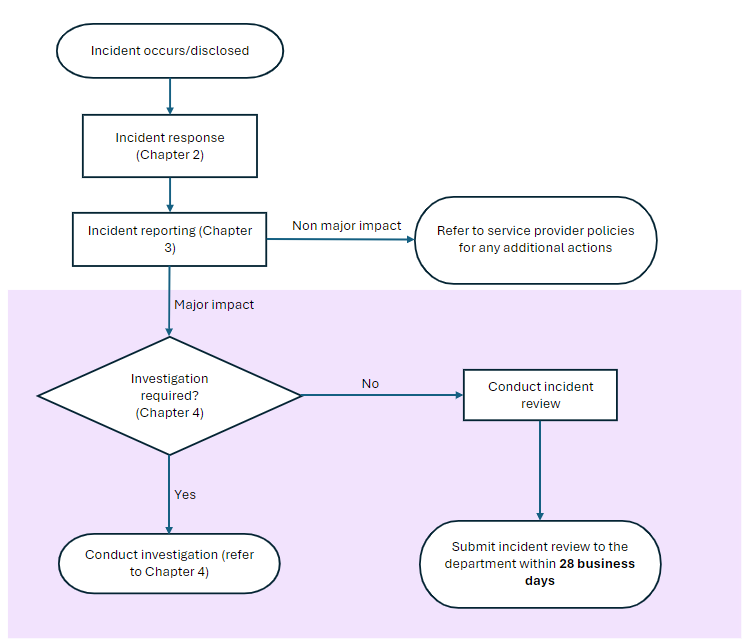 Incident occurs/disclosed
Incident response
(Chapter 2)
Incident reporting (Chapter
3)
Non major impact
Refer to service provider policies
for any additional actions
Major impact
Investigation
required?
(Chapter 4)
No
Conduct incident
review
Yes
Conduct investigation (refer
to Chapter 4)
Submit incident review to the
department within 28 business
days